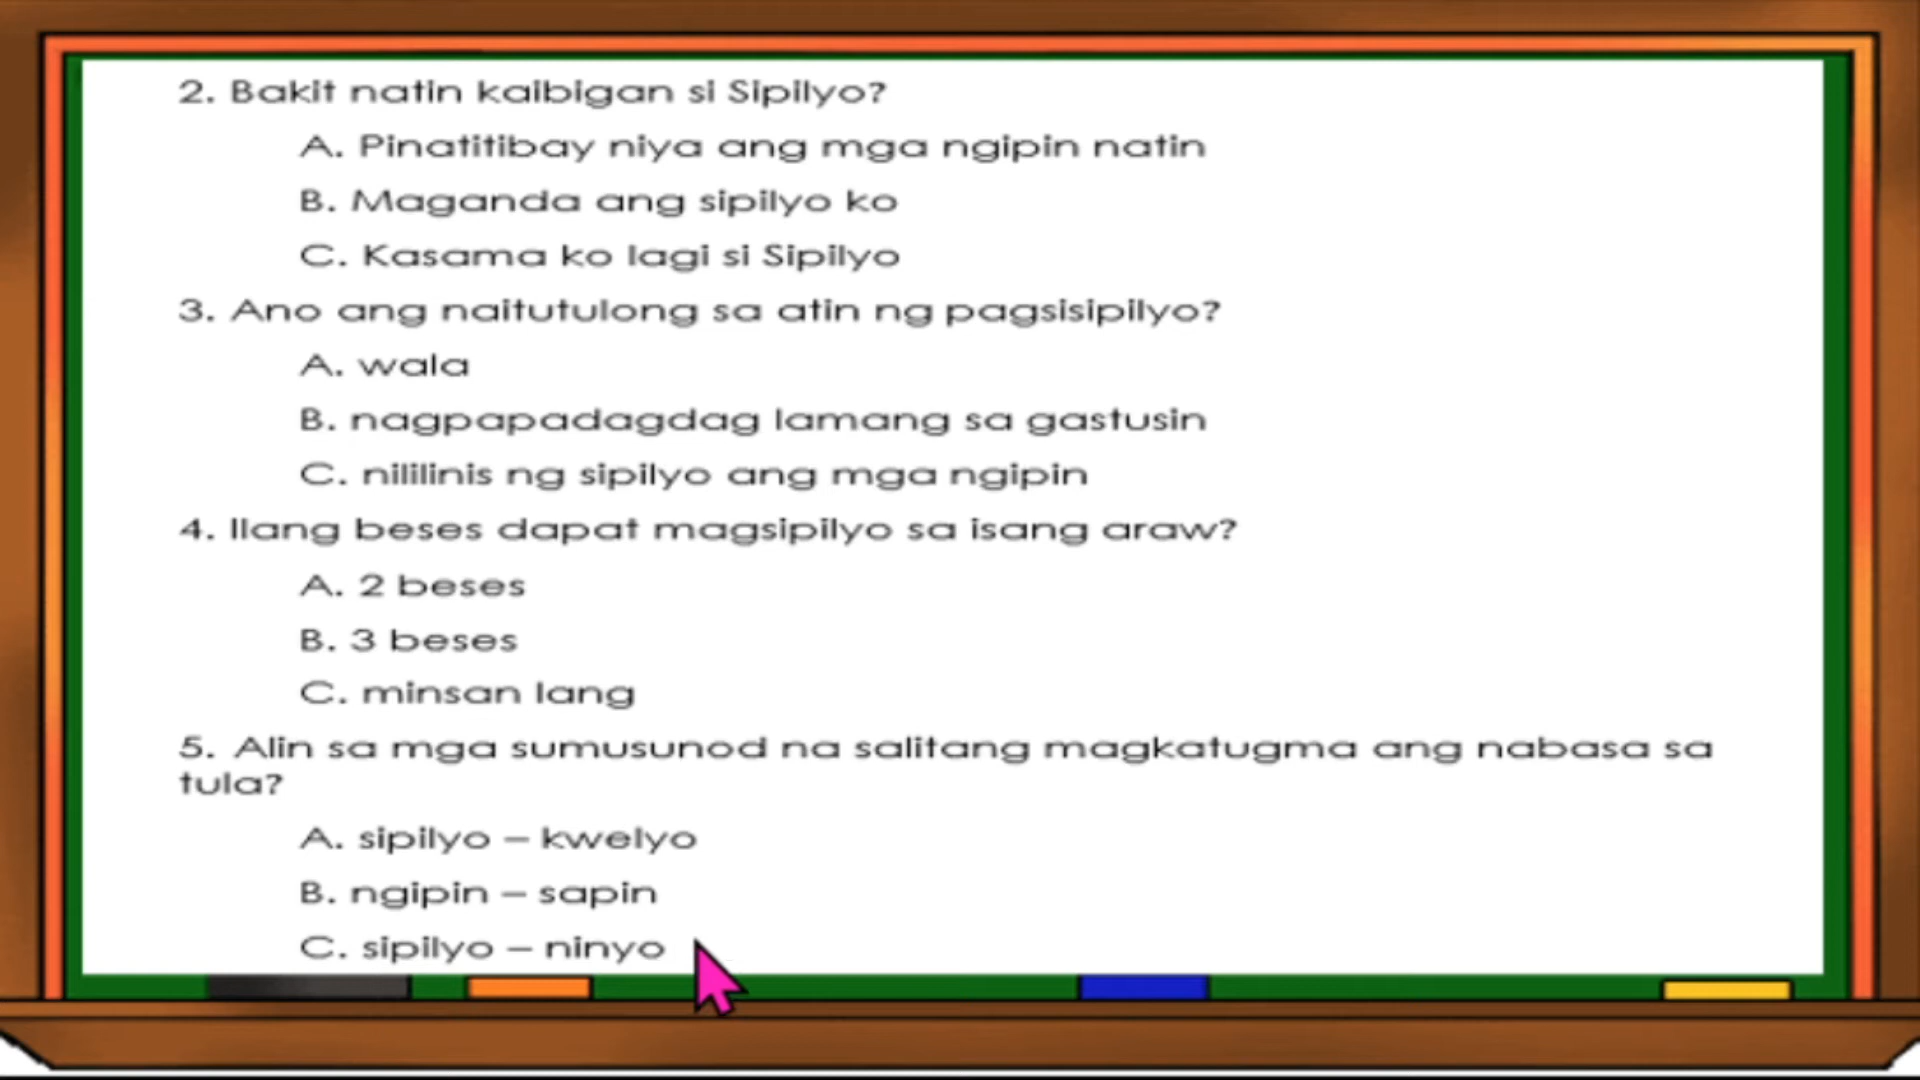 2. Bakit natin kaibigan si Sipilyo?
A. Pinatitibay niya ang mga ngipin natin
B. Maganda ang sipilyo ko
C. Kasama ko lagi si Sipilyo
3. Ano ang naitutulong sa atin ng pagsisipilyo?
A. wala
B. nagpapadagdag lamang sa gastusin
C. nililinis ng sipilyo ang mga ngipin
4. Ilang beses dapat magsipilyo sa isang araw?
A. 2 beses
B. 3 beses
C. minsan lang
5. Alin sa mga sumusunod na salitang magkatugma ang nabasa sa
tula?
A. sipilyo – kwelyo
B. ngipin – sapin
C. sipilyo – ninyo